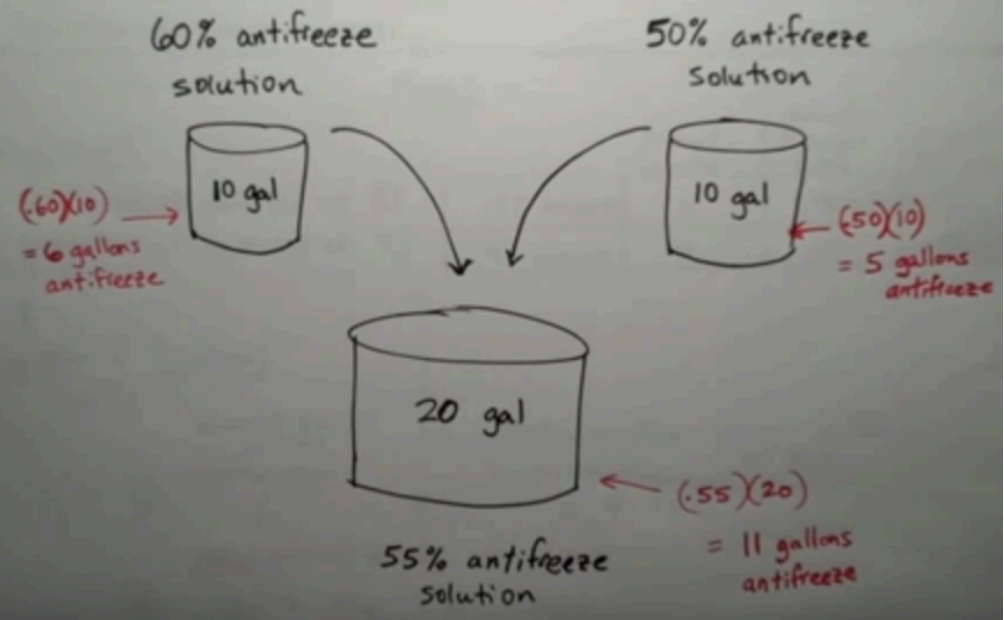 60% antifreeze
solution
50% antifreeze
solution
10 gal
10 gal
(.60)(10)
= 6 gallons
antifreeze
(.50)(10)
= 5 gallons
antifreeze
20 gal
(.55)(20)
= 11 gallons
antifreeze
55% antifreeze
solution